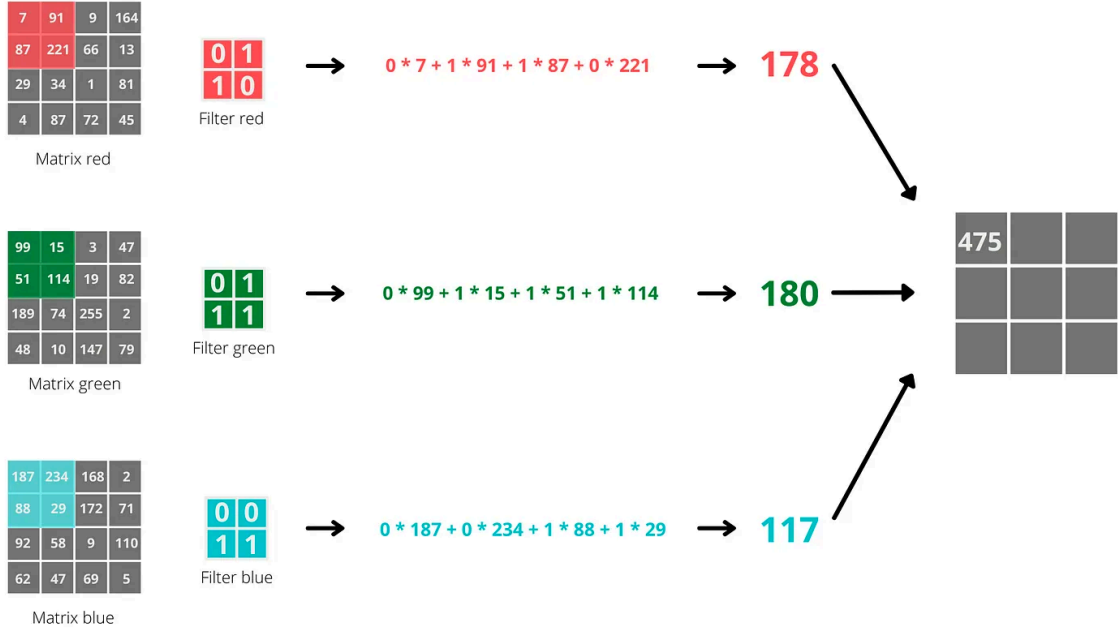 7 91 9 164
87 221 66 13
29 34 1 81
4 87 72 45
Matrix red
0 1
1 0
Filter red
0 * 7 + 1 * 91 + 1 * 87 + 0 * 221
178
99 15 3 47
51 114 19 82
189 74 255 2
48 10 147 79
Matrix green
0 1
1 1
Filter green
0 * 99 + 1 * 15 + 1 * 51 + 1 * 114
180
187 234 168 2
88 29 172 71
92 58 9 110
62 47 69 5
Matrix blue
0 0
1 1
Filter blue
0 * 187 + 0 * 234 + 1 * 88 + 1 * 29
117
475